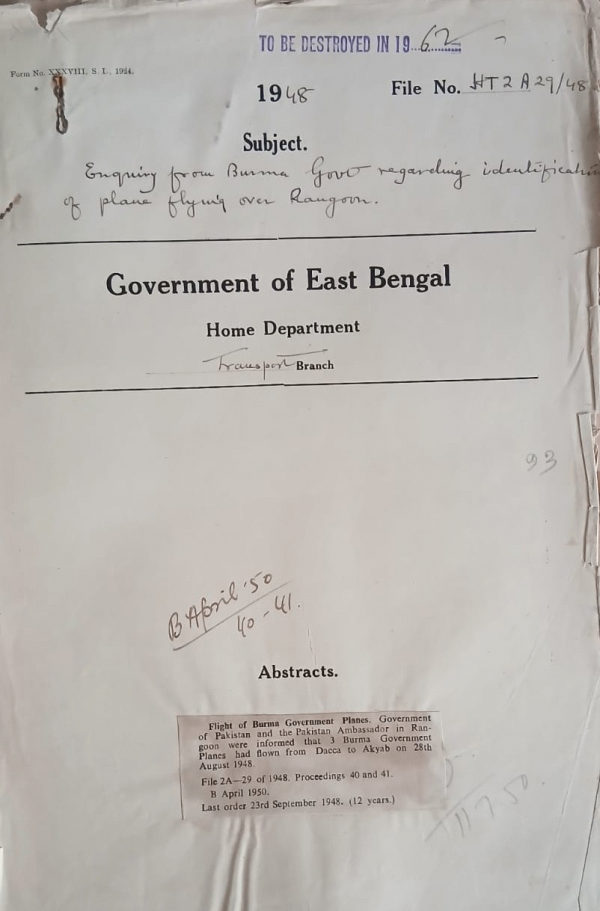 TO BE DESTROYED IN 19 62
Form No. XXXVIII. S. I., 1924.
1948 File No. HT2A29/48
Subject.
Enquiry from Burma Govt regarding identification
of plane flying over Rangoon.
Government of East Bengal
Home Department
Transport Branch
93
B April '50
40-41.
Abstracts.
Flight of Burma Government Planes. Government
of Pakistan and the Pakistan Ambassador in Ran-
goon were informed that 3 Burma Government
Planes had flown from Dacca to Akyab on 28th
August 1948.
File 2A—29 of 1948. Proceedings 40 and 41.
B April 1950.
Last order 23rd September 1948. (12 years.)